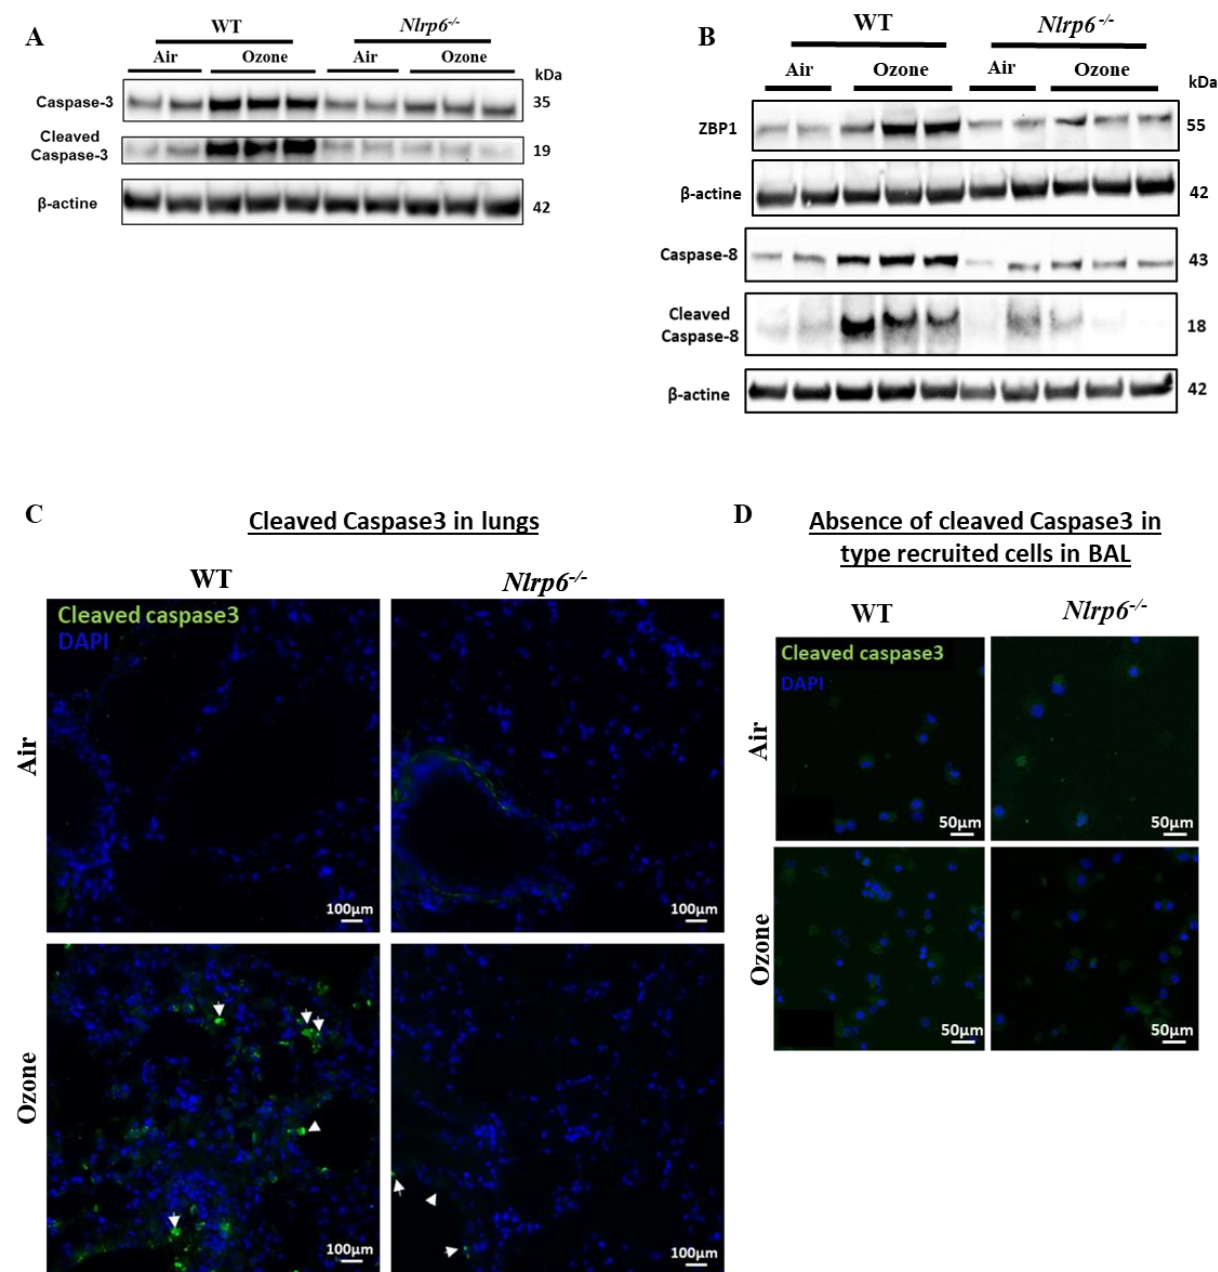 A
WT
Nlrp6-/-
Air
Ozone
Air
Ozone
kDa
Caspase-3
35
Cleaved
Caspase-3
19
β-actine
42
B
WT
Nlrp6-/-
Air
Ozone
Air
Ozone
kDa
ZBP1
55
β-actine
42
Caspase-8
43
Cleaved
Caspase-8
18
β-actine
42
C
Cleaved Caspase3 in lungs
WT
Nlrp6-/-
Cleaved caspase3
DAPI
Air
100µm
100µm
Ozone
100µm
100µm
D
Absence of cleaved Caspase3 in
type recruited cells in BAL
WT
Nlrp6-/-
Cleaved caspase3
DAPI
Air
50µm
50µm
Ozone
50µm
50µm